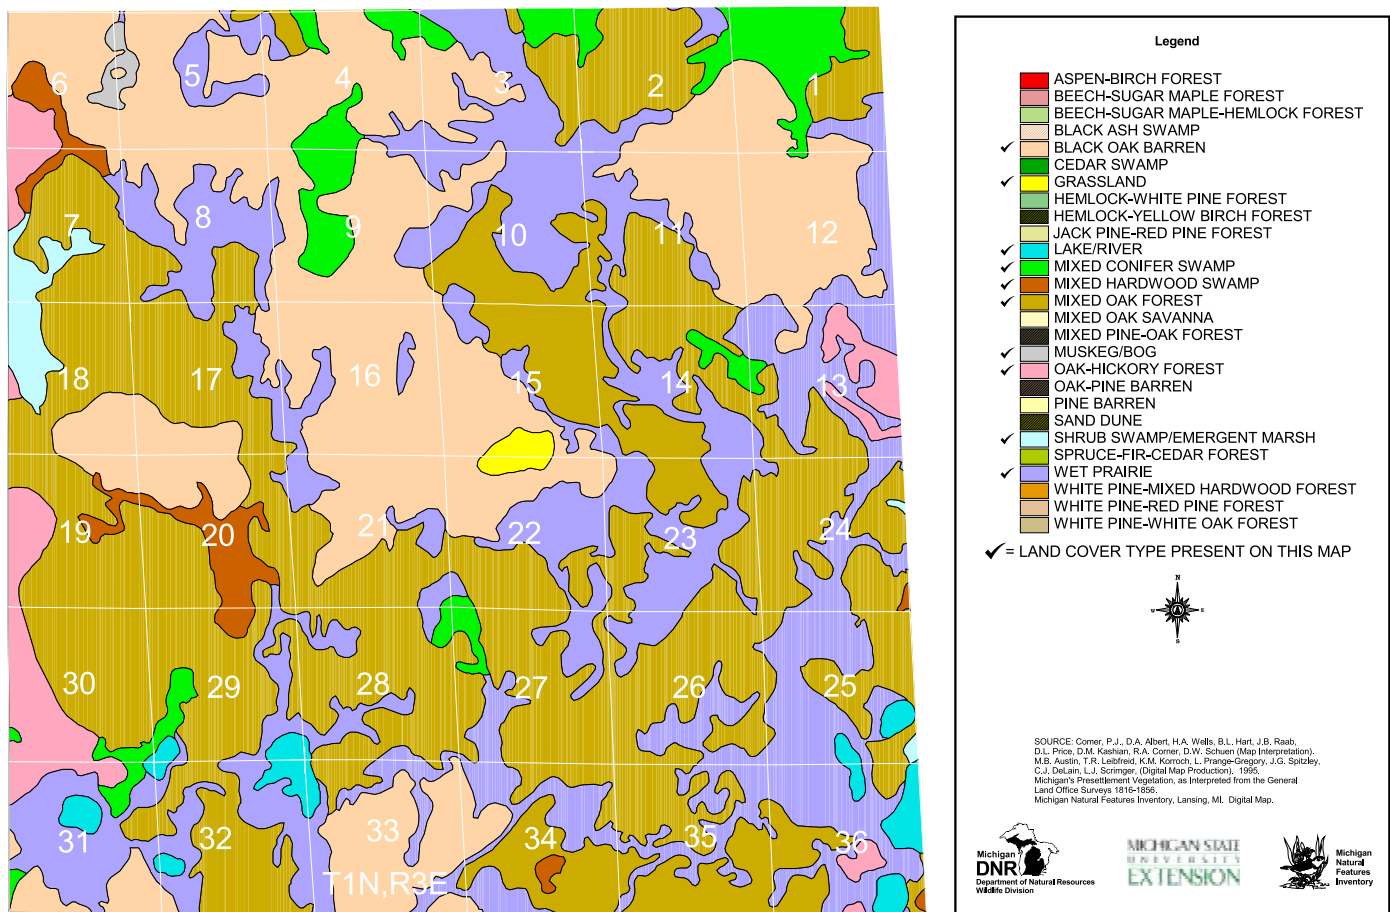 6
5
4
3
2
1
7
8
9
10
11
12
18
17
16
15
14
13
19
20
21
22
23
24
30
29
28
27
26
25
31
32
33
34
35
36
T1N,R3E
Legend
ASPEN-BIRCH FOREST
BEECH-SUGAR MAPLE FOREST
BEECH-SUGAR MAPLE-HEMLOCK FOREST
BLACK ASH SWAMP
✓ BLACK OAK BARREN
CEDAR SWAMP
✓ GRASSLAND
HEMLOCK-WHITE PINE FOREST
HEMLOCK-YELLOW BIRCH FOREST
JACK PINE-RED PINE FOREST
✓ LAKE/RIVER
✓ MIXED CONIFER SWAMP
✓ MIXED HARDWOOD SWAMP
✓ MIXED OAK FOREST
MIXED OAK SAVANNA
MIXED PINE-OAK FOREST
✓ MUSKEG/BOG
✓ OAK-HICKORY FOREST
OAK-PINE BARREN
PINE BARREN
SAND DUNE
✓ SHRUB SWAMP/EMERGENT MARSH
SPRUCE-FIR-CEDAR FOREST
✓ WET PRAIRIE
WHITE PINE-MIXED HARDWOOD FOREST
WHITE PINE-RED PINE FOREST
WHITE PINE-WHITE OAK FOREST
✓ = LAND COVER TYPE PRESENT ON THIS MAP
N
W E
S
SOURCE: Comer, P.J., D.A. Albert, H.A. Wells, B.L. Hart, J.B. Raab,
D.L. Price, D.M. Kashian, R.A. Corner, D.W. Schuen (Map Interpretation).
M.B. Austin, T.R. Leibfreid, K.M. Korroch, L. Prange-Gregory, J.G. Spitzley,
C.J. DeLain, L.J. Scrimger, (Digital Map Production). 1995.
Michigan's Presettlement Vegetation, as Interpreted from the General
Land Office Surveys 1816-1856.
Michigan Natural Features Inventory, Lansing, MI. Digital Map.
Michigan
DNR
Department of Natural Resources
Wildlife Division
MICHIGAN STATE
UNIVERSITY
EXTENSION
Michigan
Natural
Features
Inventory